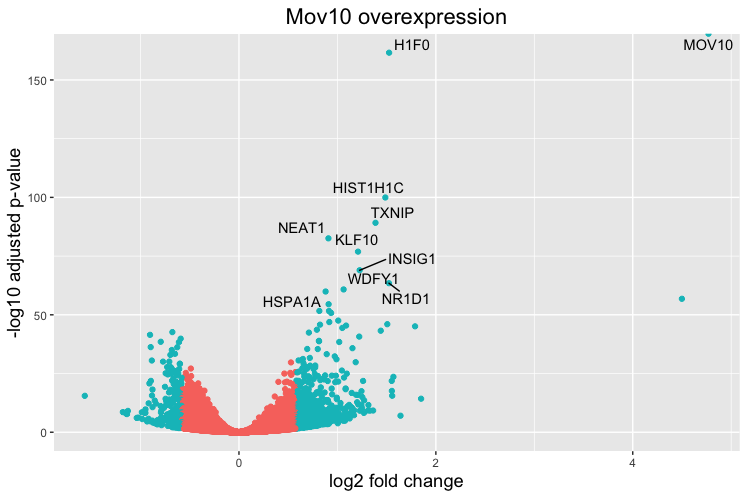 Mov10 overexpression
H1F0
MOV10
150
HIST1H1C
100
TXNIP
NEAT1
KLF10
INSIG1
WDFY1
HSPA1A
NR1D1
50
0
-log10 adjusted p-value
0 2 4
log2 fold change